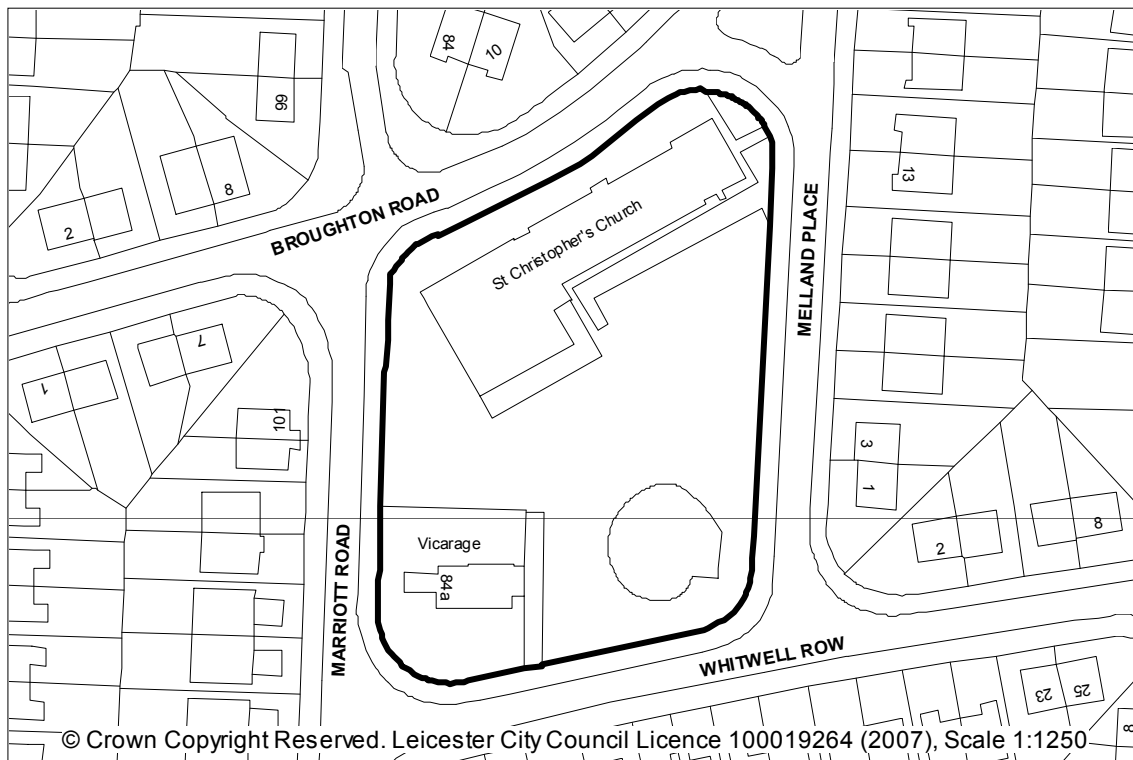 84
10
66
8
2
BROUGHTON ROAD
St Christopher's Church
13
MELLAND PLACE
7
1
101
3
1
Vicarage
84a
MARRIOTT ROAD
2
8
WHITWELL ROW
23
25
8
© Crown Copyright Reserved. Leicester City Council Licence 100019264 (2007), Scale 1:1250